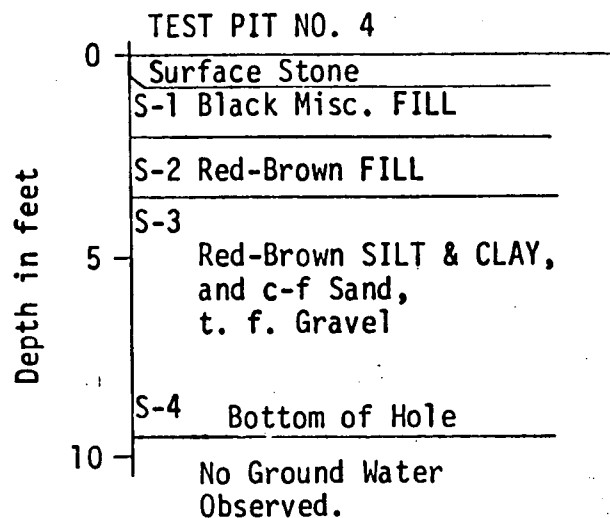 TEST PIT NO. 4
0
Surface Stone
S-1 Black Misc. FILL
S-2 Red-Brown FILL
S-3
Depth in feet
5
Red-Brown SILT & CLAY,
and c-f Sand,
t. f. Gravel
S-4 Bottom of Hole
10
No Ground Water
Observed.